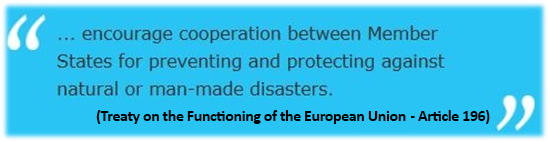 “ ... encourage cooperation between Member
States for preventing and protecting against
natural or man-made disasters.
(Treaty on the Functioning of the European Union - Article 196) ”